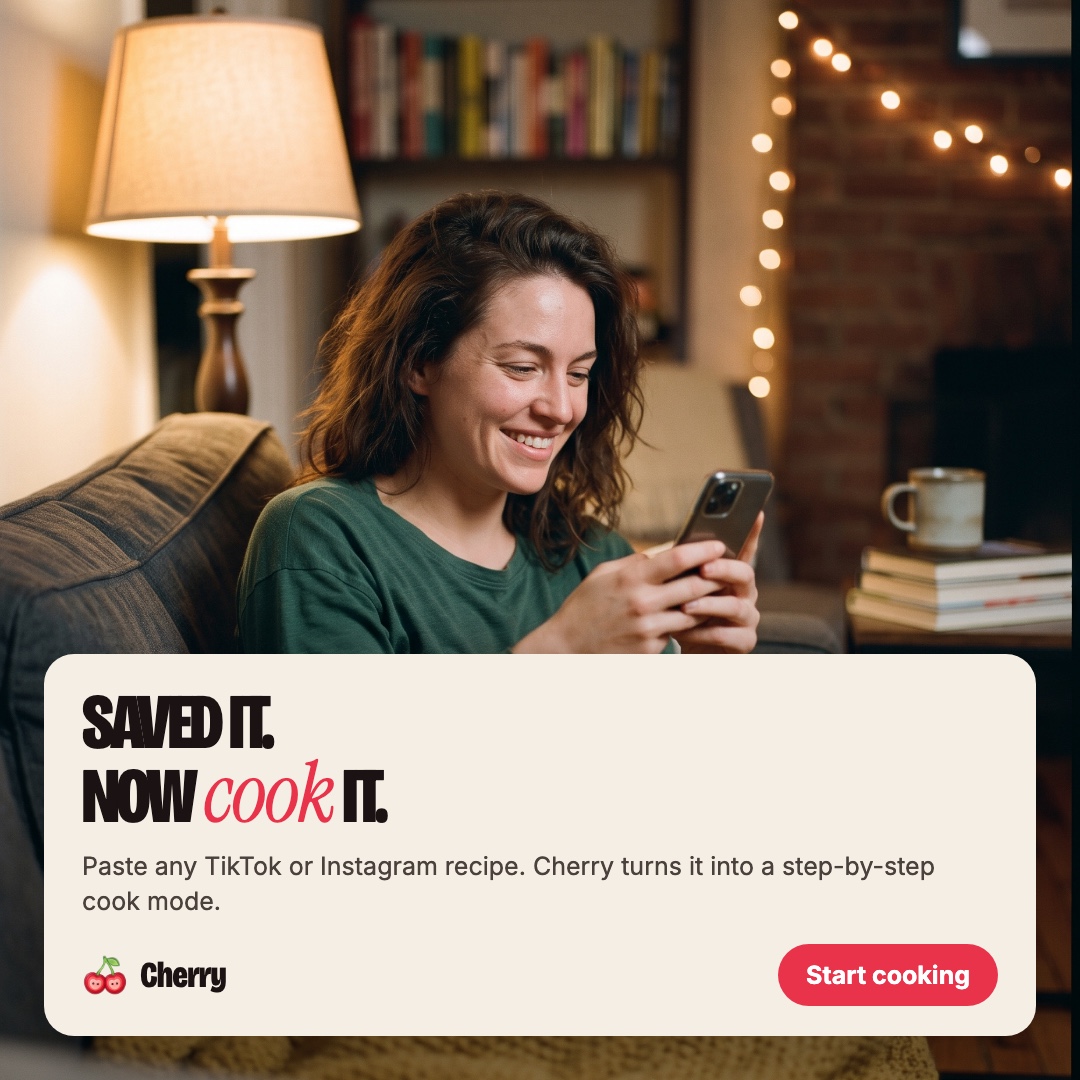 SAVED IT.
NOW cook IT.
Paste any TikTok or Instagram recipe. Cherry turns it into a step-by-step
cook mode.
Cherry
Start cooking